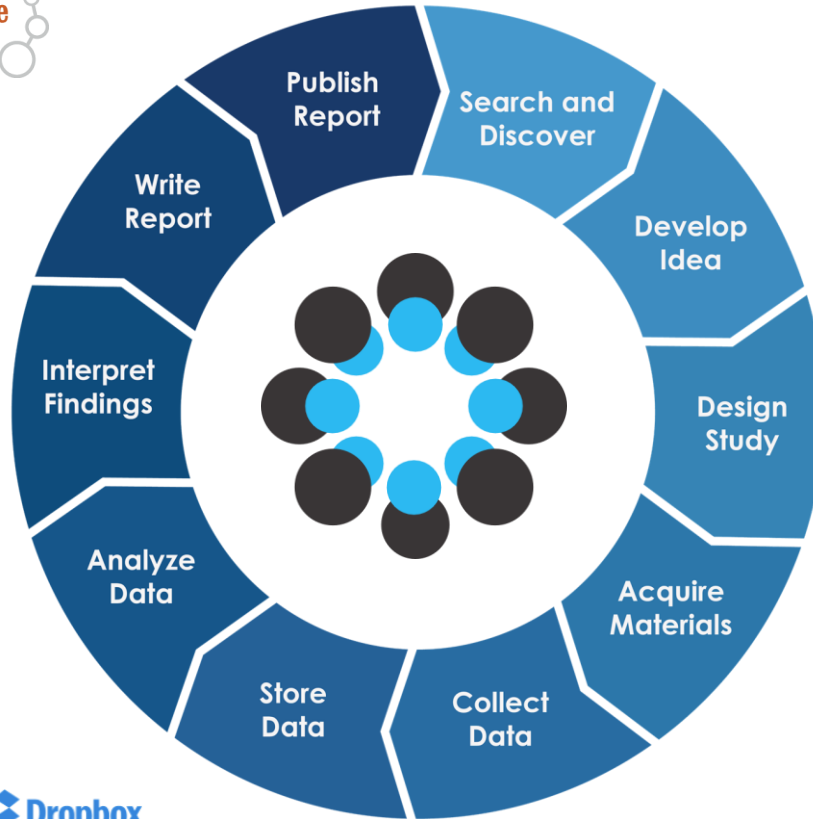 e
Publish
Report
Search and
Discover
Develop
Idea
Design
Study
Acquire
Materials
Collect
Data
Store
Data
Analyze
Data
Interpret
Findings
Write
Report
Dropbox